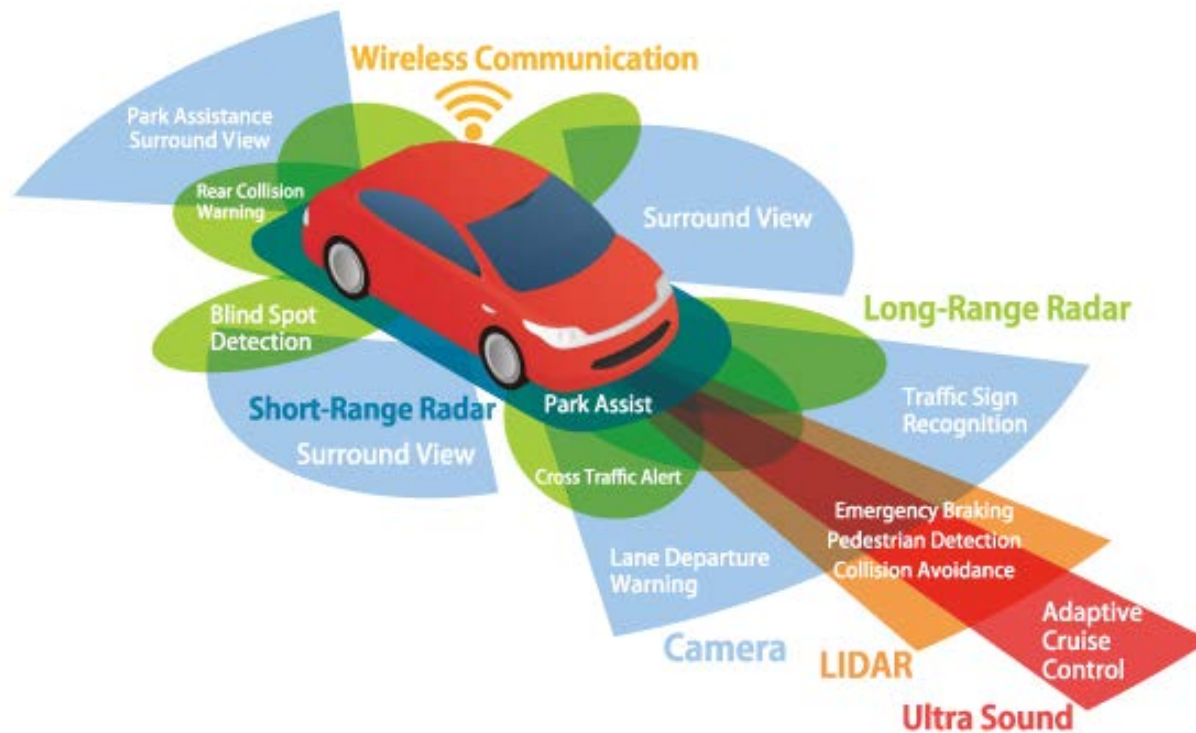 Wireless Communication
Park Assistance
Surround View
Rear Collision
Warning
Surround View
Blind Spot
Detection
Long-Range Radar
Short-Range Radar
Park Assist
Traffic Sign
Recognition
Surround View
Cross Traffic Alert
Emergency Braking
Pedestrian Detection
Collision Avoidance
Lane Departure
Warning
Adaptive
Cruise
Control
Camera
LIDAR
Ultra Sound